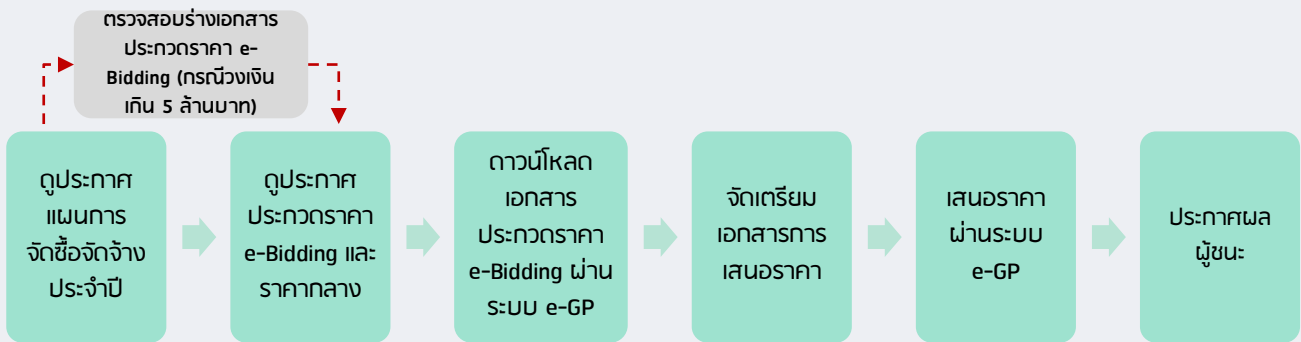 ตรวจสอบร่างเอกสาร
ประกวดราคา e-
Bidding (กรณีวงเงิน
เกิน 5 ล้านบาท)
ดูประกาศ
แผนการ
จัดซื้อจัดจ้าง
ประจำปี
ดูประกาศ
ประกวดราคา
e-Bidding และ
ราคากลาง
ดาวน์โหลด
เอกสาร
ประกวดราคา
e-Bidding ผ่าน
ระบบ e-GP
จัดเตรียม
เอกสารการ
เสนอราคา
เสนอราคา
ผ่านระบบ
e-GP
ประกาศผล
ผู้ชนะ